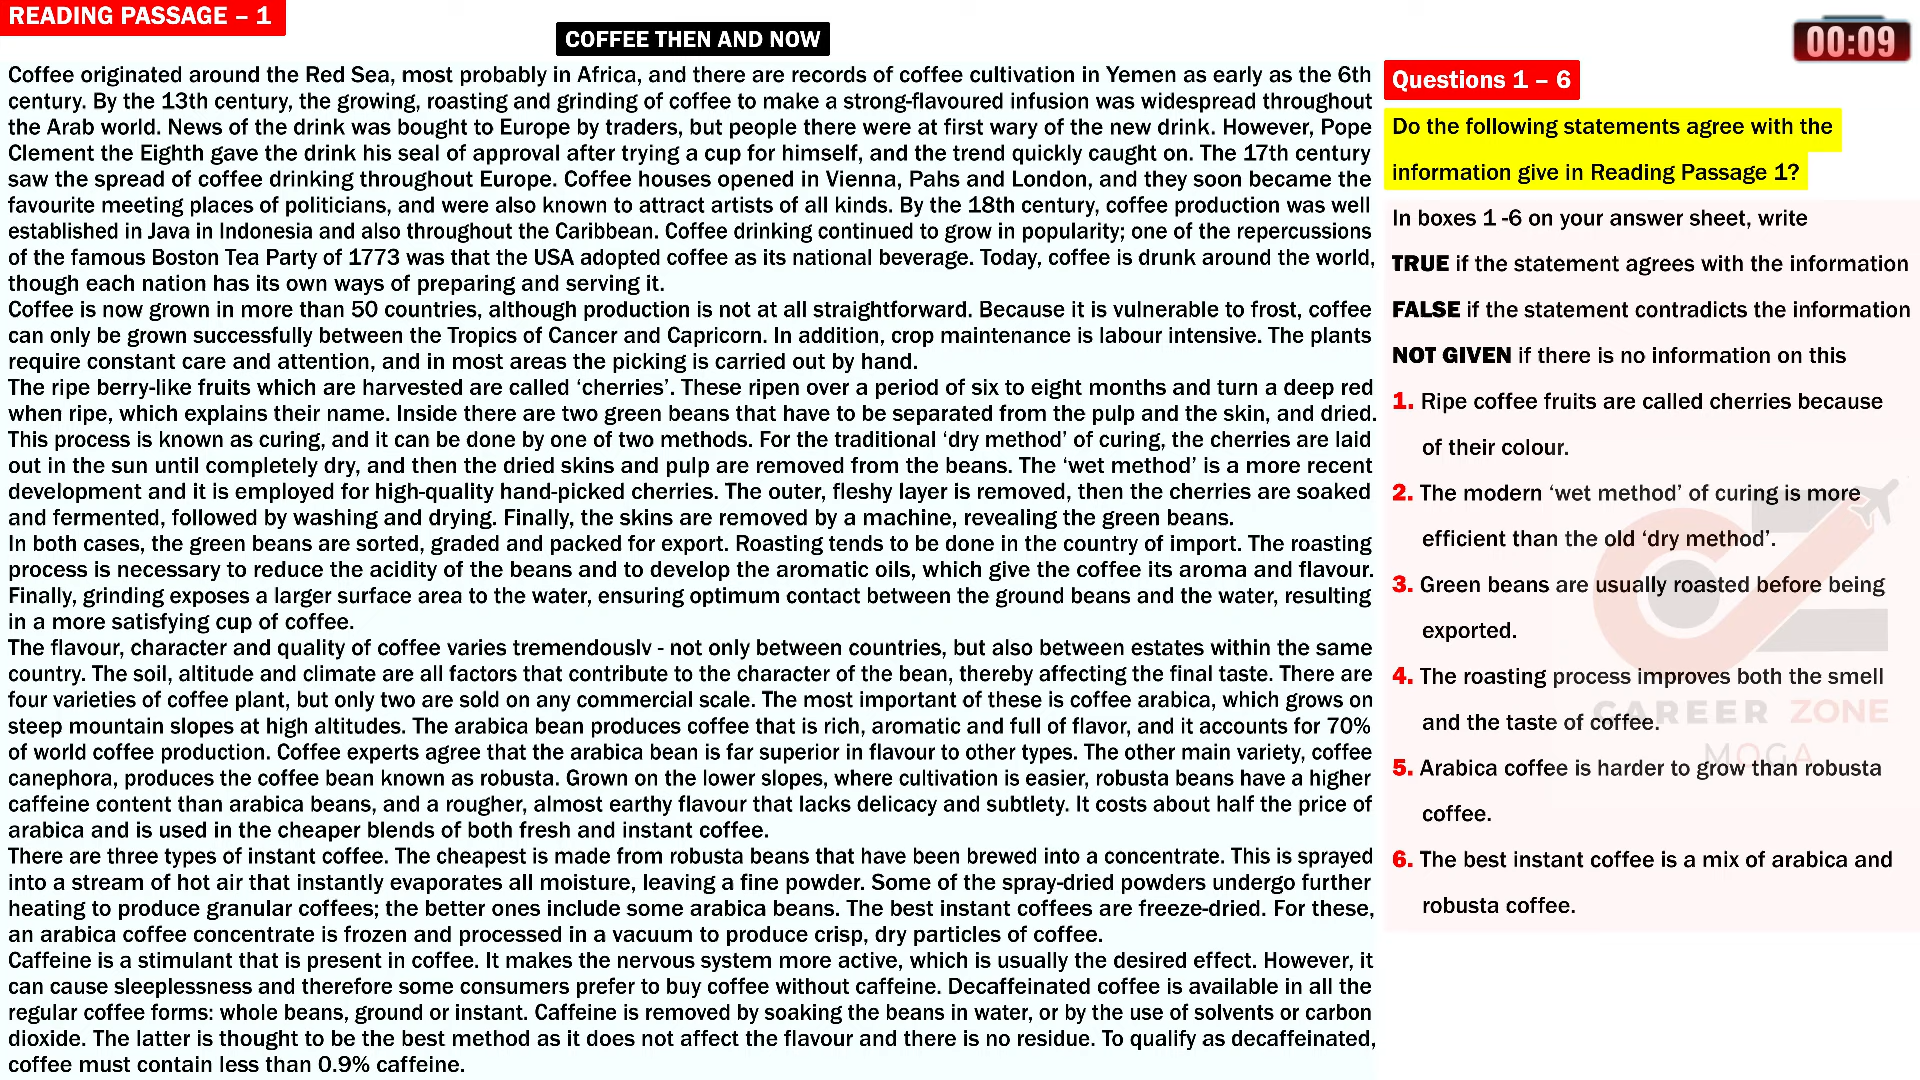 READING PASSAGE – 1
COFFEE THEN AND NOW
00:09
Coffee originated around the Red Sea, most probably in Africa, and there are records of coffee cultivation in Yemen as early as the 6th
century. By the 13th century, the growing, roasting and grinding of coffee to make a strong-flavoured infusion was widespread throughout
the Arab world. News of the drink was bought to Europe by traders, but people there were at first wary of the new drink. However, Pope
Clement the Eighth gave the drink his seal of approval after trying a cup for himself, and the trend quickly caught on. The 17th century
saw the spread of coffee drinking throughout Europe. Coffee houses opened in Vienna, Pahs and London, and they soon became the
favourite meeting places of politicians, and were also known to attract artists of all kinds. By the 18th century, coffee production was well
established in Java in Indonesia and also throughout the Caribbean. Coffee drinking continued to grow in popularity; one of the repercussions
of the famous Boston Tea Party of 1773 was that the USA adopted coffee as its national beverage. Today, coffee is drunk around the world,
though each nation has its own ways of preparing and serving it.
Coffee is now grown in more than 50 countries, although production is not at all straightforward. Because it is vulnerable to frost, coffee
can only be grown successfully between the Tropics of Cancer and Capricorn. In addition, crop maintenance is labour intensive. The plants
require constant care and attention, and in most areas the picking is carried out by hand.
The ripe berry-like fruits which are harvested are called ‘cherries’. These ripen over a period of six to eight months and turn a deep red
when ripe, which explains their name. Inside there are two green beans that have to be separated from the pulp and the skin, and dried.
This process is known as curing, and it can be done by one of two methods. For the traditional ‘dry method’ of curing, the cherries are laid
out in the sun until completely dry, and then the dried skins and pulp are removed from the beans. The ‘wet method’ is a more recent
development and it is employed for high-quality hand-picked cherries. The outer, fleshy layer is removed, then the cherries are soaked
and fermented, followed by washing and drying. Finally, the skins are removed by a machine, revealing the green beans.
In both cases, the green beans are sorted, graded and packed for export. Roasting tends to be done in the country of import. The roasting
process is necessary to reduce the acidity of the beans and to develop the aromatic oils, which give the coffee its aroma and flavour.
Finally, grinding exposes a larger surface area to the water, ensuring optimum contact between the ground beans and the water, resulting
in a more satisfying cup of coffee.
The flavour, character and quality of coffee varies tremendouslv - not only between countries, but also between estates within the same
country. The soil, altitude and climate are all factors that contribute to the character of the bean, thereby affecting the final taste. There are
four varieties of coffee plant, but only two are sold on any commercial scale. The most important of these is coffee arabica, which grows on
steep mountain slopes at high altitudes. The arabica bean produces coffee that is rich, aromatic and full of flavor, and it accounts for 70%
of world coffee production. Coffee experts agree that the arabica bean is far superior in flavour to other types. The other main variety, coffee
canephora, produces the coffee bean known as robusta. Grown on the lower slopes, where cultivation is easier, robusta beans have a higher
caffeine content than arabica beans, and a rougher, almost earthy flavour that lacks delicacy and subtlety. It costs about half the price of
arabica and is used in the cheaper blends of both fresh and instant coffee.
There are three types of instant coffee. The cheapest is made from robusta beans that have been brewed into a concentrate. This is sprayed
into a stream of hot air that instantly evaporates all moisture, leaving a fine powder. Some of the spray-dried powders undergo further
heating to produce granular coffees; the better ones include some arabica beans. The best instant coffees are freeze-dried. For these,
an arabica coffee concentrate is frozen and processed in a vacuum to produce crisp, dry particles of coffee.
Caffeine is a stimulant that is present in coffee. It makes the nervous system more active, which is usually the desired effect. However, it
can cause sleeplessness and therefore some consumers prefer to buy coffee without caffeine. Decaffeinated coffee is available in all the
regular coffee forms: whole beans, ground or instant. Caffeine is removed by soaking the beans in water, or by the use of solvents or carbon
dioxide. The latter is thought to be the best method as it does not affect the flavour and there is no residue. To qualify as decaffeinated,
coffee must contain less than 0.9% caffeine.
Questions 1 – 6
Do the following statements agree with the
information give in Reading Passage 1?
In boxes 1 -6 on your answer sheet, write
TRUE if the statement agrees with the information
FALSE if the statement contradicts the information
NOT GIVEN if there is no information on this
1. Ripe coffee fruits are called cherries because
of their colour.
2. The modern ‘wet method’ of curing is more
efficient than the old ‘dry method’.
3. Green beans are usually roasted before being
exported.
4. The roasting process improves both the smell
and the taste of coffee.
5. Arabica coffee is harder to grow than robusta
coffee.
6. The best instant coffee is a mix of arabica and
robusta coffee.
CAREER ZONE
MOGA